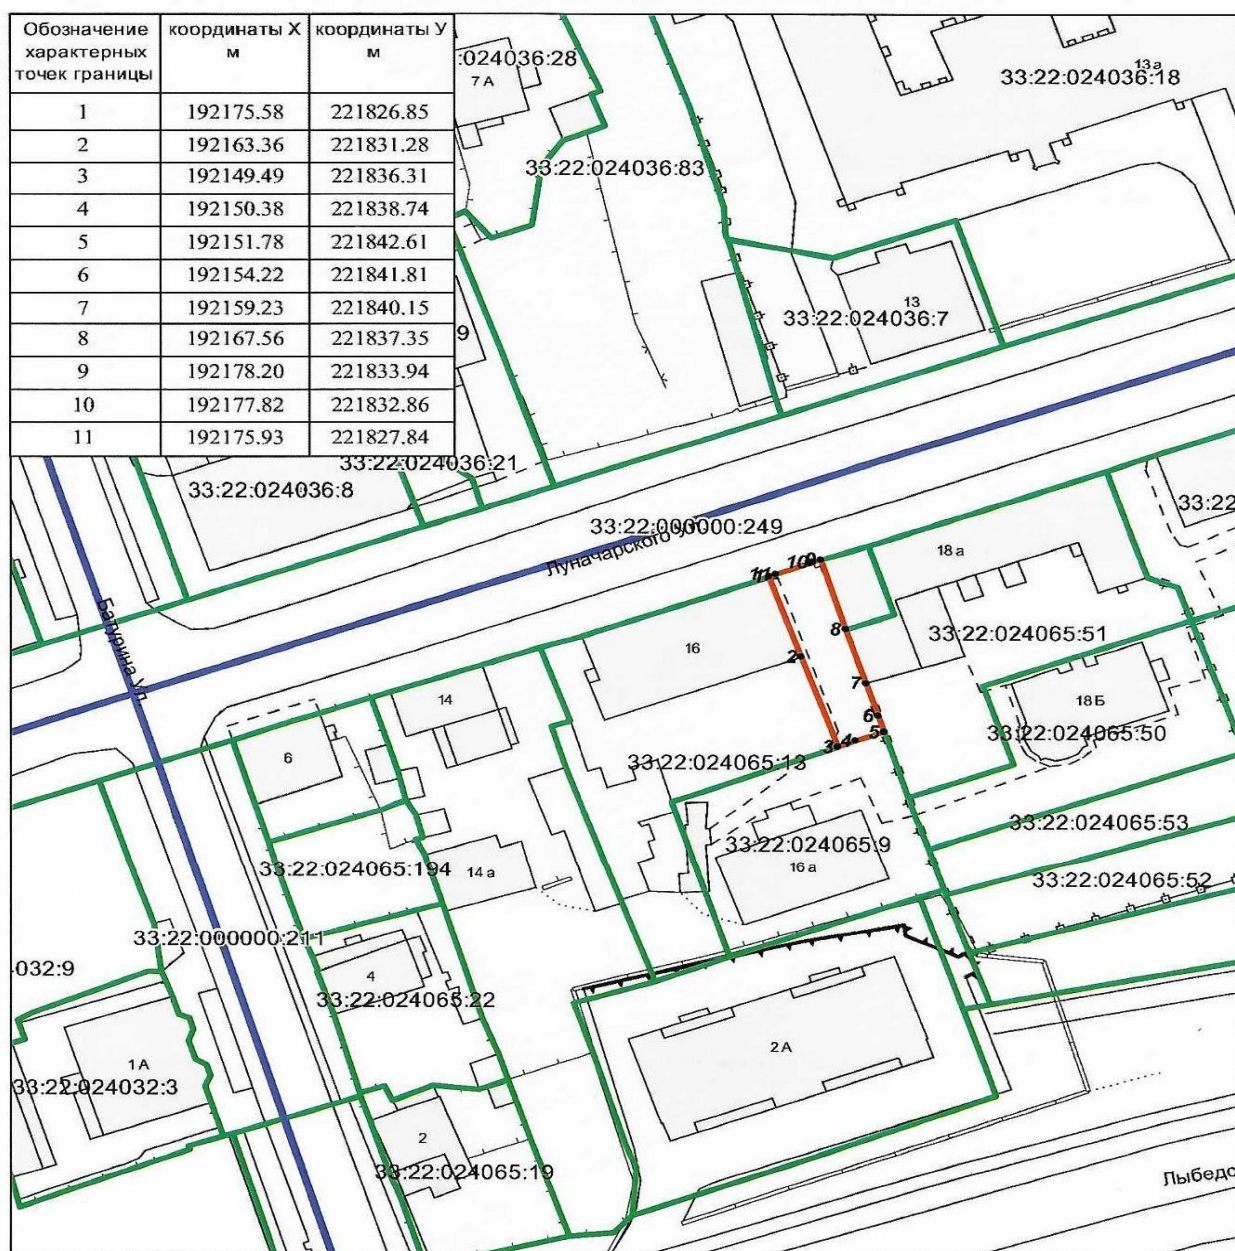 Обозначение характерных точек границы | координаты X м | координаты У м
1 | 192175.58 | 221826.85
2 | 192163.36 | 221831.28
3 | 192149.49 | 221836.31
4 | 192150.38 | 221838.74
5 | 192151.78 | 221842.61
6 | 192154.22 | 221841.81
7 | 192159.23 | 221840.15
8 | 192167.56 | 221837.35
9 | 192178.20 | 221833.94
10 | 192177.82 | 221832.86
11 | 192175.93 | 221827.84
:024036:28
7А
13а
33:22:024036:18
33:22:024036:83
13
33:22:024036:7
9
33:22:024036:21
33:22:024036:8
33:22
33:22:000000:249
Луначарского ул
18а
10
9
1
11
8
33:22:024065:51
16
2
Батурина Ул.
7
14
6
18Б
5
33:22:024065:50
4
3
6
33:22:024065:13
33:22:024065:53
33:22:024065:9
16а
33:22:024065:194
14а
33:22:024065:52
33:22:000000:211
:032:9
4
33:22:024065:22
2А
1А
33:22:024032:3
2
33:22:024065:19
Лыбедс